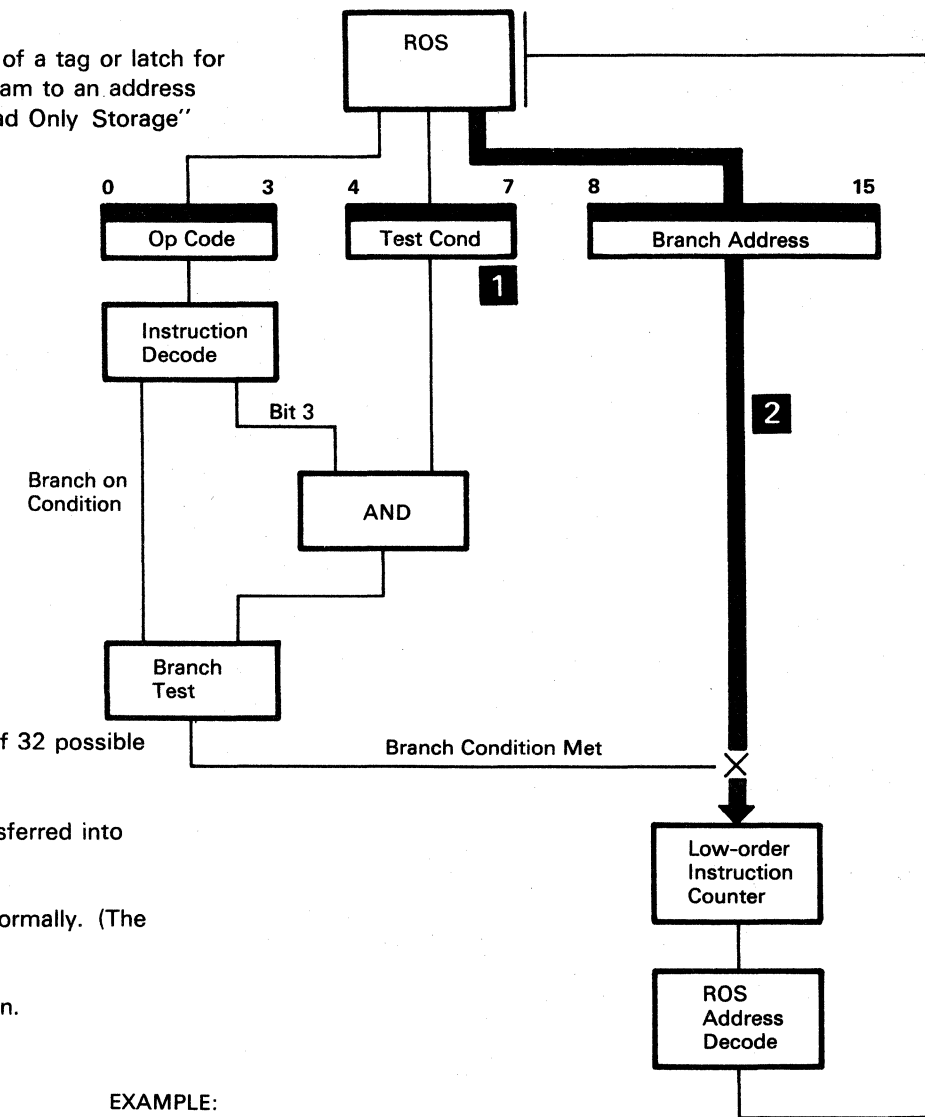 ROS
of a tag or latch for
am to an address
ad Only Storage"
0 3 4 7 8 15
Op Code Test Cond Branch Address
1
Instruction
Decode
Bit 3
2
Branch on
Condition
AND
Branch
Test
f 32 possible
Branch Condition Met
sferred into
Low-order
Instruction
Counter
ormally. (The
ROS
Address
Decode
n.
EXAMPLE: